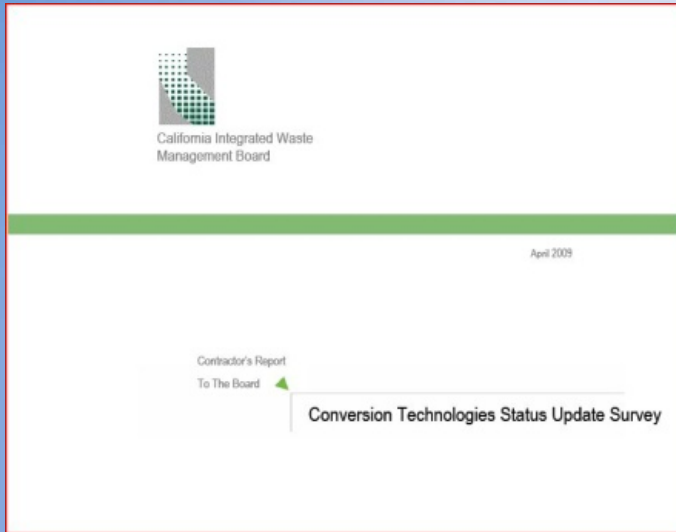 California Integrated Waste
Management Board
April 2009
Contractor's Report
To The Board
Conversion Technologies Status Update Survey